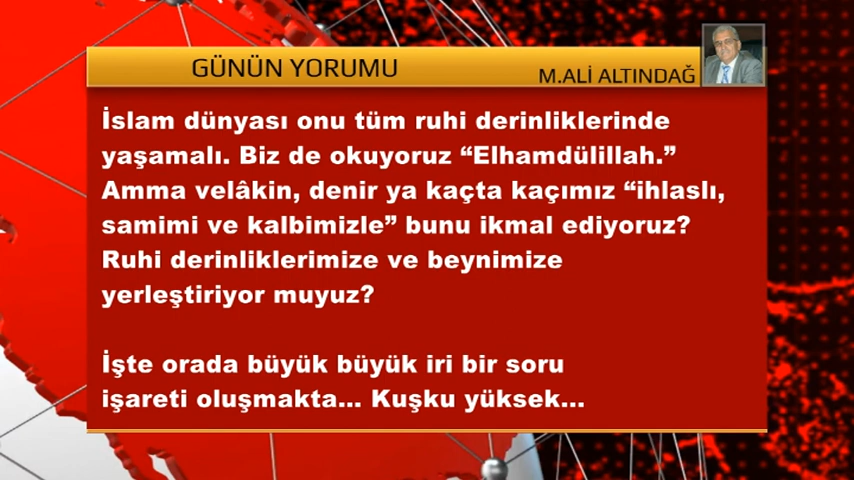 GÜNÜN YORUMU
M.ALİ ALTINDAĞ
İslam dünyası onu tüm ruhi derinliklerinde
yaşamalı. Biz de okuyoruz “Elhamdülillah.”
Amma velâkin, denir ya kaçta kaçımız “ihlaslı,
samimi ve kalbimizle” bunu ikmal ediyoruz?
Ruhi derinliklerimize ve beynimize
yerleştiriyor muyuz?
İşte orada büyük büyük iri bir soru
işareti oluşmakta... Kuşku yüksek...